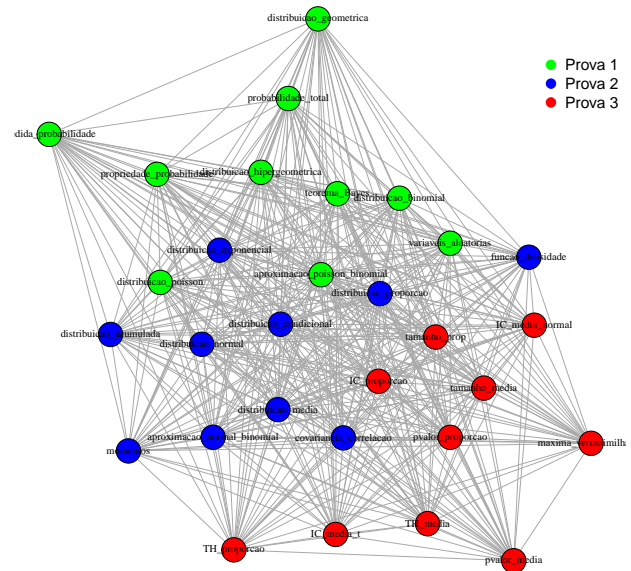 distribuicao_geometrica
Prova 1
Prova 2
Prova 3
probabilidade_total
dida_probabilidade
propriedade_probabilidade
distribuicao_hipergeometrica
teorema_Bayes
distribuicao_binomial
variaveis_aleatorias
distribuicao_exponencial
funcao_densidade
aproximacao_poisson_binomial
distribuicao_poisson
distribuicao_proporcao
distribuicao_condicional
IC_media_normal
distribuicao_acumulada
distribuicao_normal
tamanho_prop
IC_proporcao
tamanho_media
distribuicao_media
aproximacao_normal_binomial
covariancia_correlacao
pvalor_proporcao
maxima_verossimilha
momentos
TH_media
IC_media_t
TH_proporcao
pvalor_media